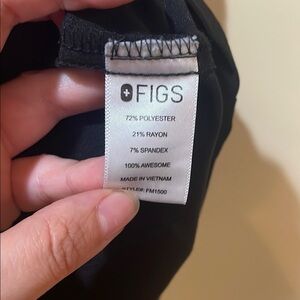 FIGS
72% POLYESTER
21% RAYON
7% SPANDEX
100% AWESOME
MADE IN VIETNAM
STYLE#: FM1500